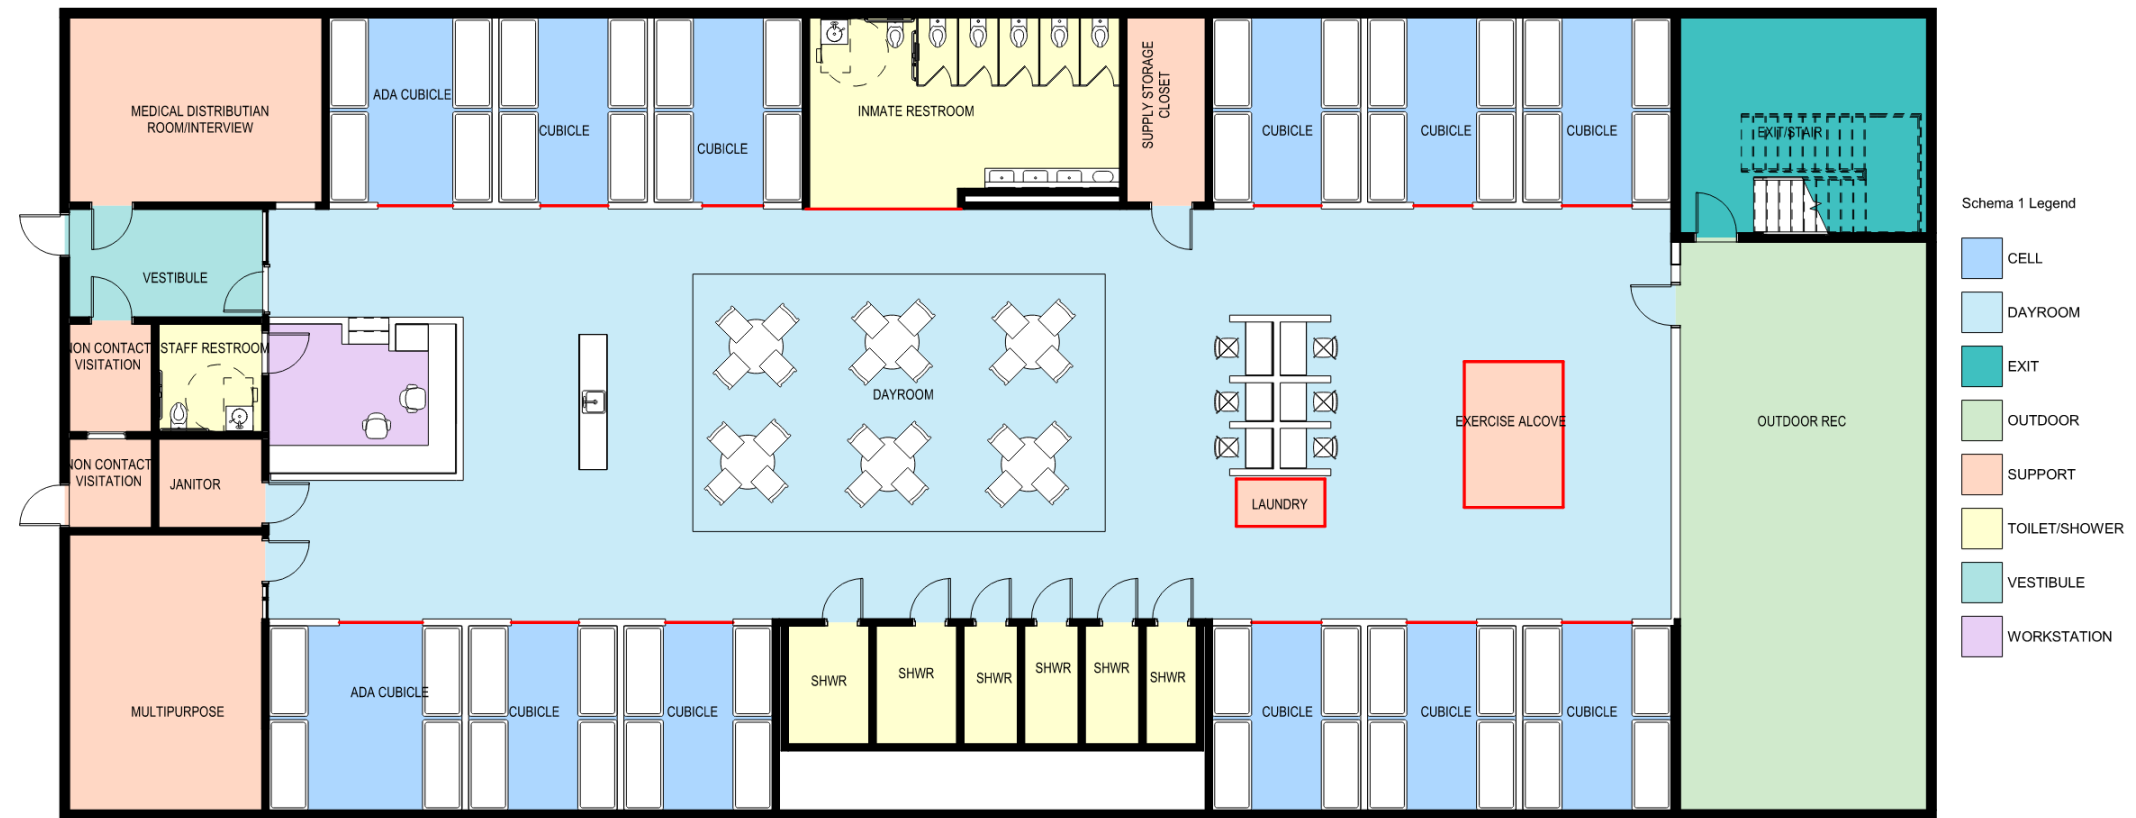 MEDICAL DISTRIBUTIAN
ROOM/INTERVIEW
ADA CUBICLE
CUBICLE
CUBICLE
INMATE RESTROOM
SUPPLY STORAGE
CLOSET
CUBICLE
CUBICLE
CUBICLE
EXIT/STAIR
VESTIBULE
NON CONTACT
VISITATION
STAFF RESTROOM
DAYROOM
EXERCISE ALCOVE
OUTDOOR REC
NON CONTACT
VISITATION
JANITOR
LAUNDRY
MULTIPURPOSE
ADA CUBICLE
CUBICLE
CUBICLE
SHWR
SHWR
SHWR
SHWR
SHWR
SHWR
CUBICLE
CUBICLE
CUBICLE
Schema 1 Legend
CELL
DAYROOM
EXIT
OUTDOOR
SUPPORT
TOILET/SHOWER
VESTIBULE
WORKSTATION